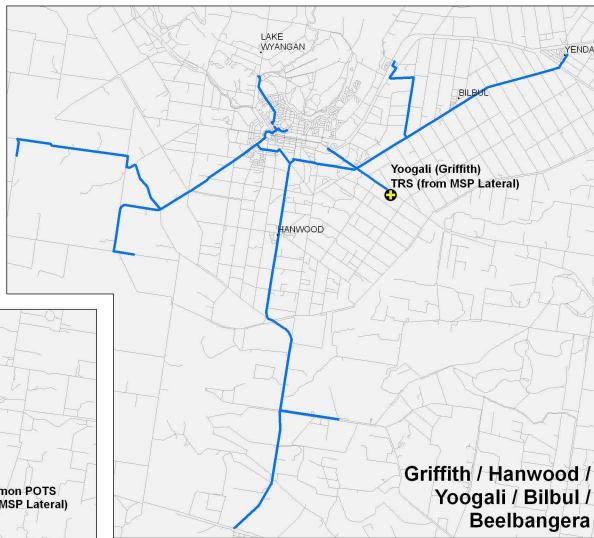 LAKE
WYANGAN
YENDA
BILBUL
Yoogali (Griffith)
TRS (from MSP Lateral)
HANWOOD
mon POTS
MSP Lateral)
Griffith / Hanwood /
Yoogali / Bilbul /
Beelbangera